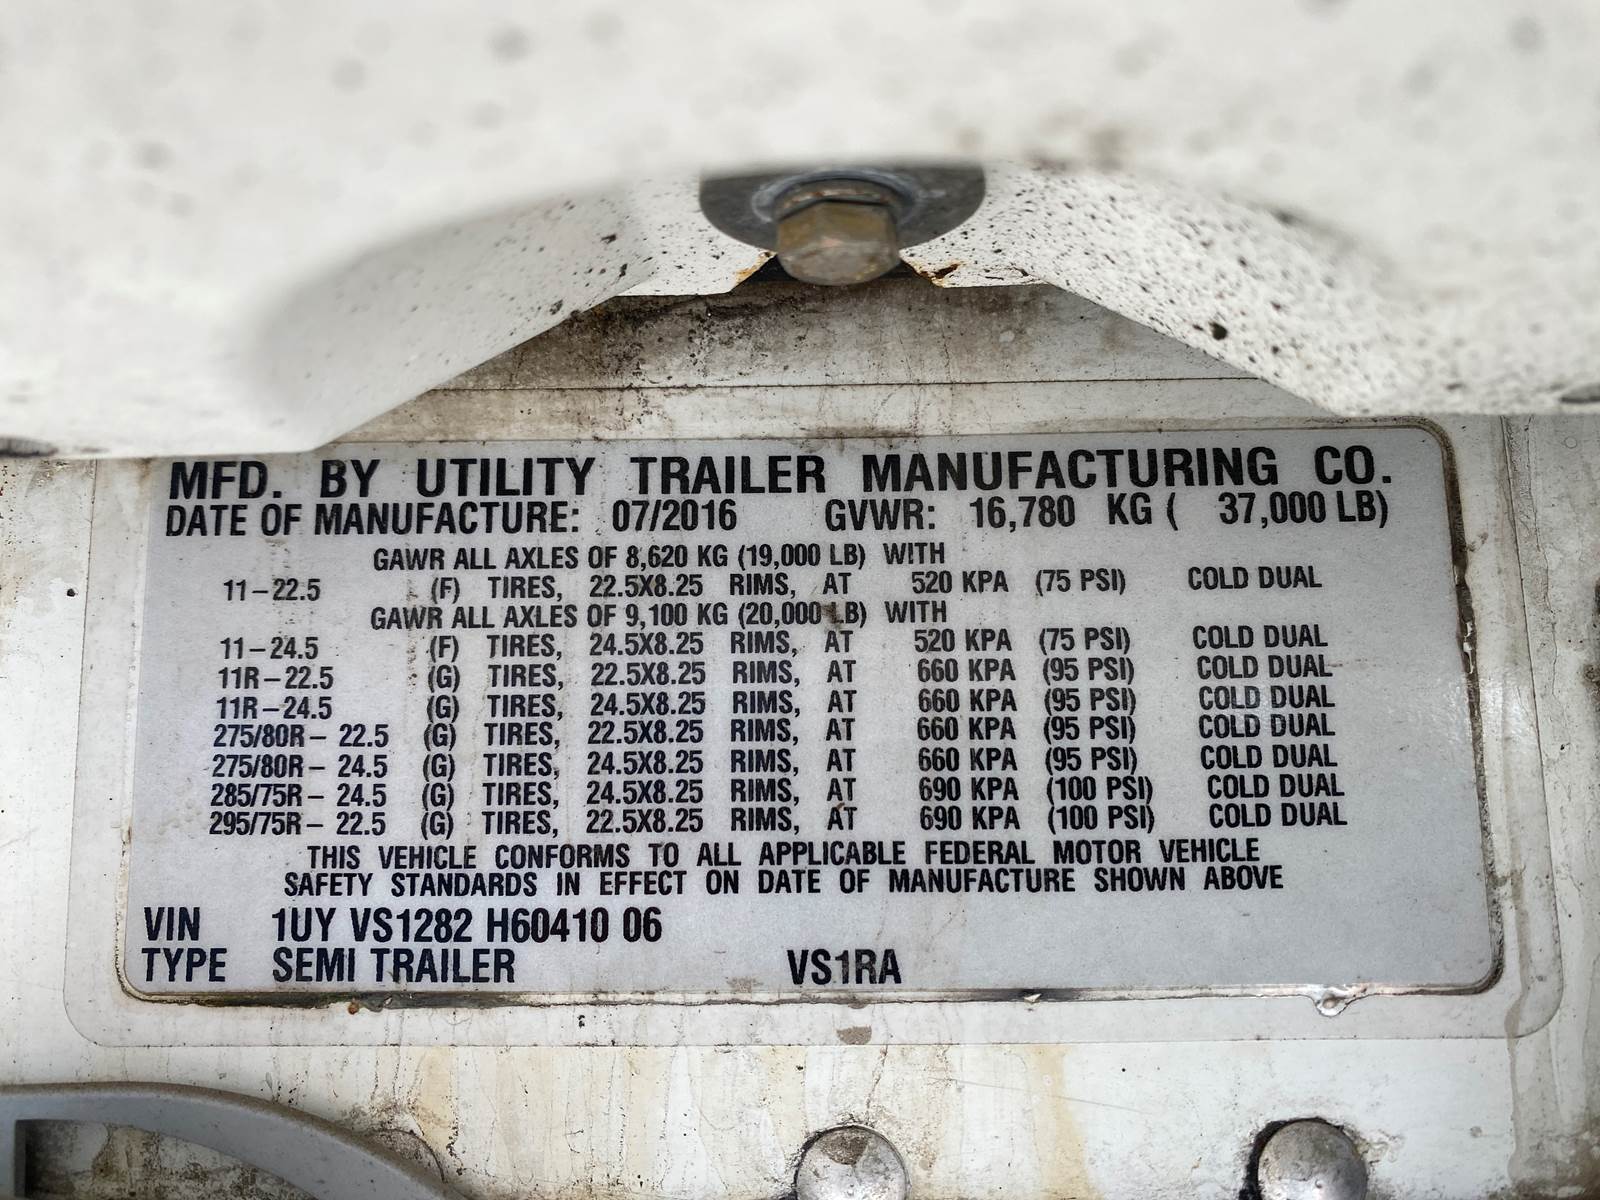 MFD. BY UTILITY TRAILER MANUFACTURING CO.
DATE OF MANUFACTURE: 07/2016 GVWR: 16,780 KG ( 37,000 LB)
GAWR ALL AXLES OF 8,620 KG (19,000 LB) WITH
11-22.5 (F) TIRES, 22.5X8.25 RIMS, AT 520 KPA (75 PSI) COLD DUAL
GAWR ALL AXLES OF 9,100 KG (20,000 LB) WITH
11-24.5 (F) TIRES, 24.5X8.25 RIMS, AT 520 KPA (75 PSI) COLD DUAL
11R-22.5 (G) TIRES, 22.5X8.25 RIMS, AT 660 KPA (95 PSI) COLD DUAL
11R-24.5 (G) TIRES, 24.5X8.25 RIMS, AT 660 KPA (95 PSI) COLD DUAL
275/80R- 22.5 (G) TIRES, 22.5X8.25 RIMS, AT 660 KPA (95 PSI) COLD DUAL
275/80R- 24.5 (G) TIRES, 24.5X8.25 RIMS, AT 660 KPA (95 PSI) COLD DUAL
285/75R- 24.5 (G) TIRES, 24.5X8.25 RIMS, AT 690 KPA (100 PSI) COLD DUAL
295/75R- 22.5 (G) TIRES, 22.5X8.25 RIMS, AT 690 KPA (100 PSI) COLD DUAL
THIS VEHICLE CONFORMS TO ALL APPLICABLE FEDERAL MOTOR VEHICLE
SAFETY STANDARDS IN EFFECT ON DATE OF MANUFACTURE SHOWN ABOVE
VIN 1UY VS1282 H60410 06
TYPE SEMI TRAILER VS1RA